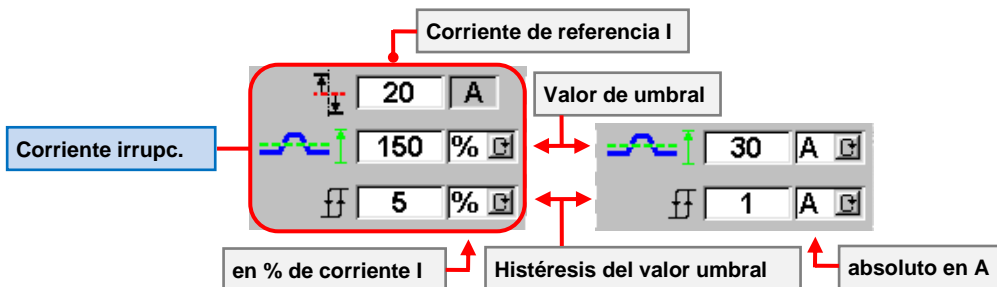 Corriente de referencia I
20 A
Valor de umbral
Corriente irrupc.
150 %
30 A
5 %
1 A
en % de corriente I
Histéresis del valor umbral
absoluto en A